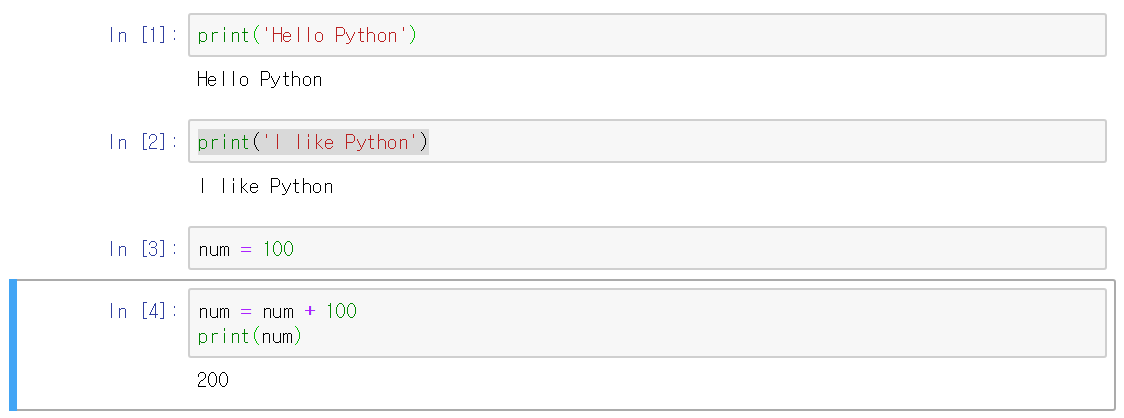 In [1]: print('Hello Python')
Hello Python
In [2]: print('I like Python')
I like Python
In [3]: num = 100
In [4]: num = num + 100
print(num)
200